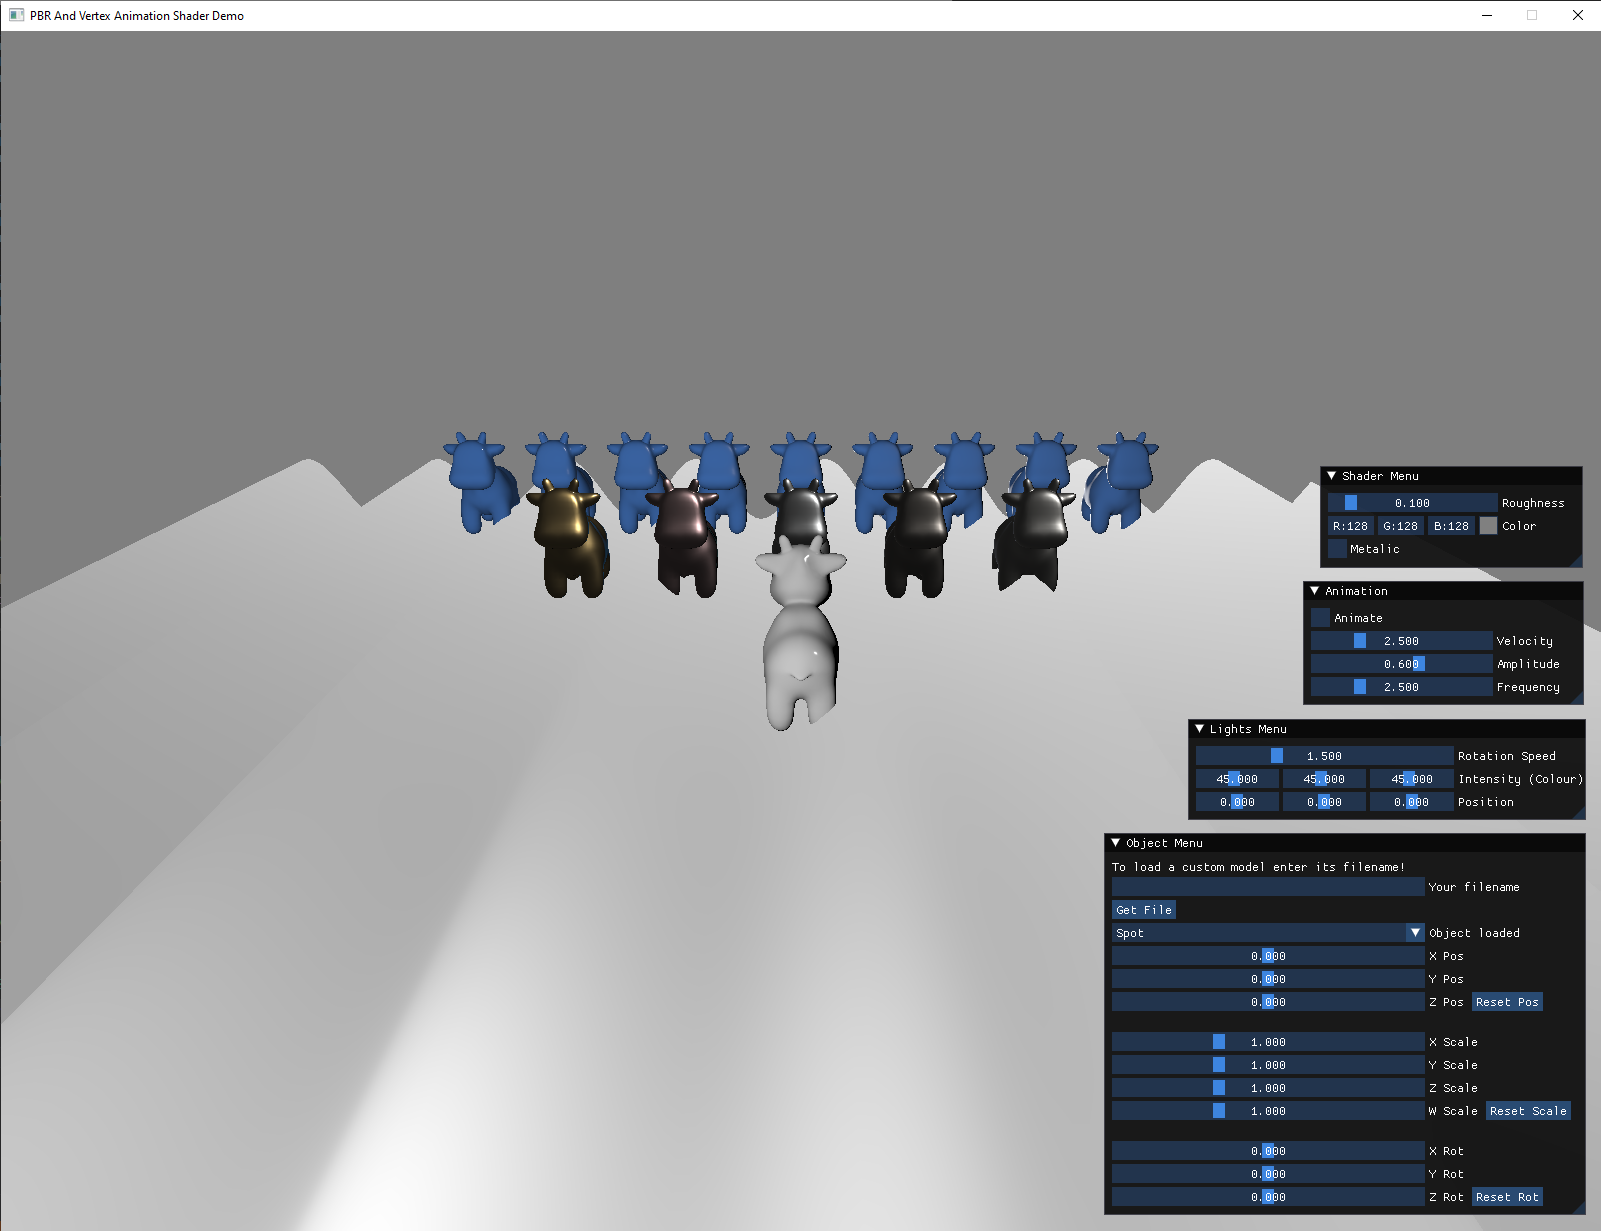 PBR And Vertex Animation Shader Demo
Shader Menu
0.100 Roughness
R:128 G:128 B:128 Color
Metalic
Animation
Animate
2.500 Velocity
0.600 Amplitude
2.500 Frequency
Lights Menu
1.500 Rotation Speed
45.000 45.000 45.000 Intensity (Colour)
0.000 0.000 0.000 Position
Object Menu
To load a custom model enter its filename!
Your filename
Get File
Spot Object loaded
0.000 X Pos
0.000 Y Pos
0.000 Z Pos Reset Pos
1.000 X Scale
1.000 Y Scale
1.000 Z Scale
1.000 W Scale Reset Scale
0.000 X Rot
0.000 Y Rot
0.000 Z Rot Reset Rot